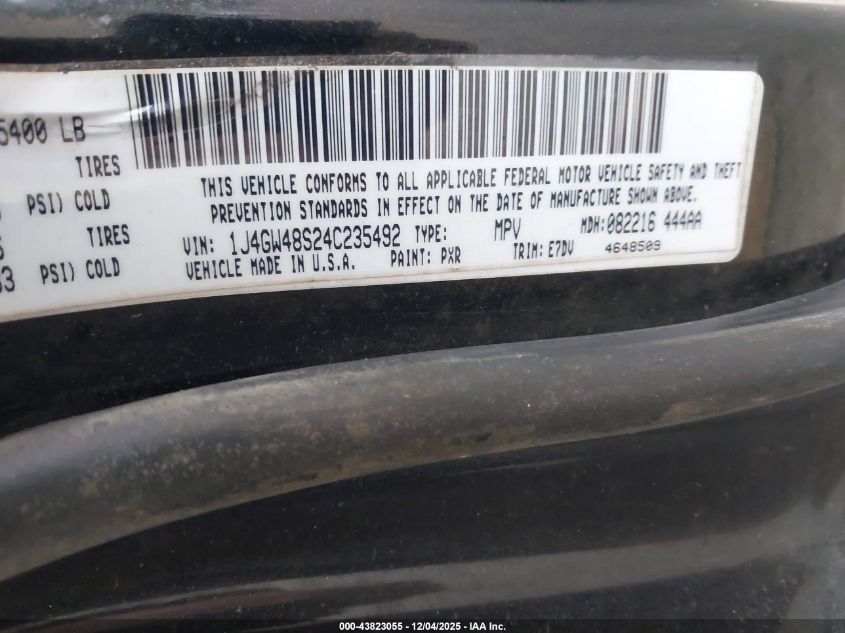 5400 LB
TIRES
PSI) COLD
TIRES
PSI) COLD
THIS VEHICLE CONFORMS TO ALL APPLICABLE FEDERAL MOTOR VEHICLE SAFETY AND THEFT
PREVENTION STANDARDS IN EFFECT ON THE DATE OF MANUFACTURE SHOWN ABOVE.
VIN: 1J4GW48S24C235492 TYPE: MPV MDH:082216 444AA
VEHICLE MADE IN U.S.A. PAINT: PXR TRIM: E7DV 4648509
000-43823055 - 12/04/2025 - IAA Inc.